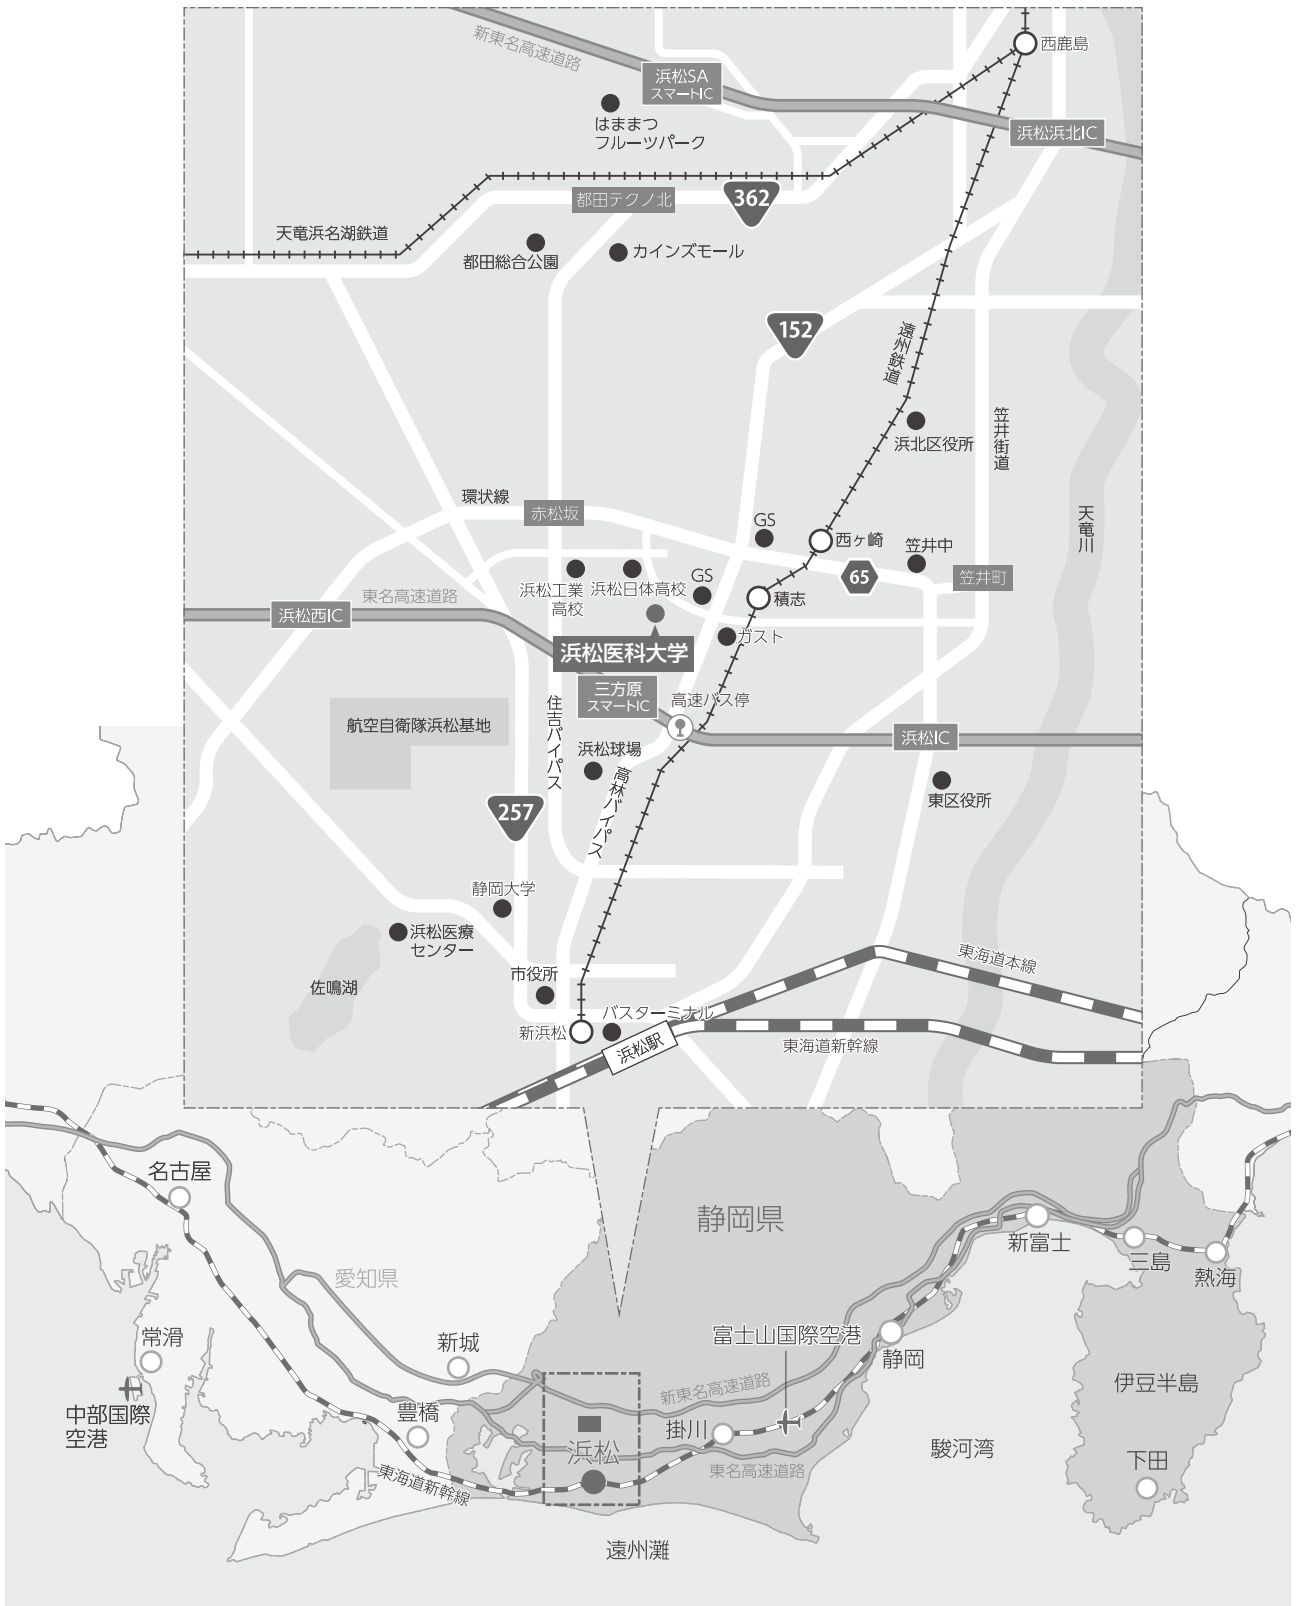 西鹿島
新東名高速道路
浜松SA
スマートIC
はままつ
フルーツパーク
浜松浜北IC
都田テクノ北
362
天竜浜名湖鉄道
都田総合公園
カインズモール
152
遠州鉄道
浜北区役所
笠井街道
環状線
赤松坂
GS
西ヶ崎
笠井中
天竜川
65
笠井町
浜松工業
高校
浜松日体高校
GS
積志
東名高速道路
浜松西IC
ガスト
浜松医科大学
三方原
スマートIC
高速バス停
航空自衛隊浜松基地
住吉バイパス
浜松IC
浜松球場
高林バイパス
東区役所
257
静岡大学
浜松医療
センター
佐鳴湖
市役所
東海道本線
新浜松
バスターミナル
浜松駅
東海道新幹線
名古屋
静岡県
新富士
三島
熱海
愛知県
常滑
新城
富士山国際空港
静岡
伊豆半島
新東名高速道路
中部国際
空港
豊橋
浜松
掛川
東名高速道路
駿河湾
下田
東海道新幹線
遠州灘